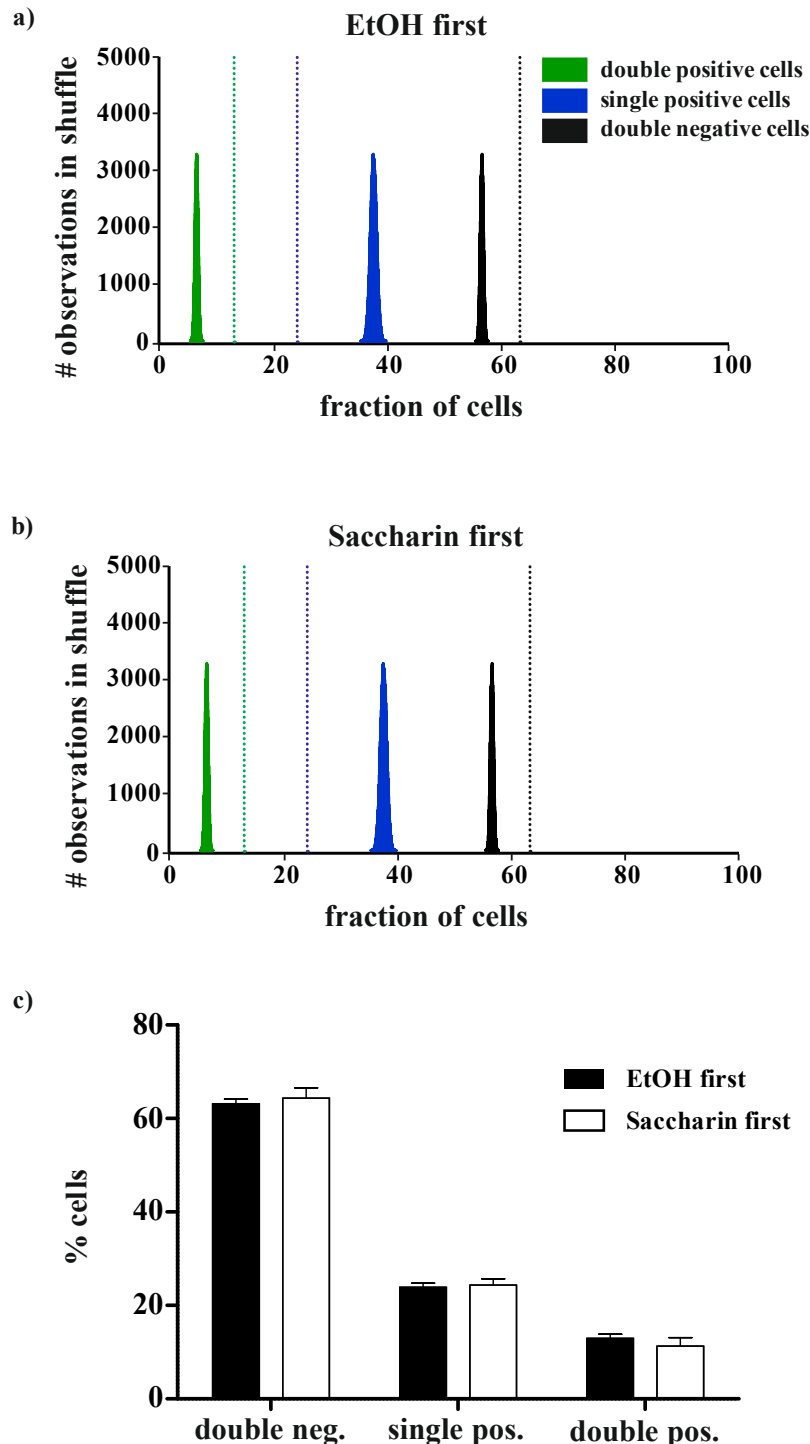 a)
EtOH first
5000
4000
3000
2000
1000
0
# observations in shuffle
double positive cells
single positive cells
double negative cells
0 20 40 60 80 100
fraction of cells
b)
Saccharin first
5000
4000
3000
2000
1000
0
# observations in shuffle
0 20 40 60 80 100
fraction of cells
c)
80
60
40
20
0
% cells
EtOH first
Saccharin first
double neg. single pos. double pos.